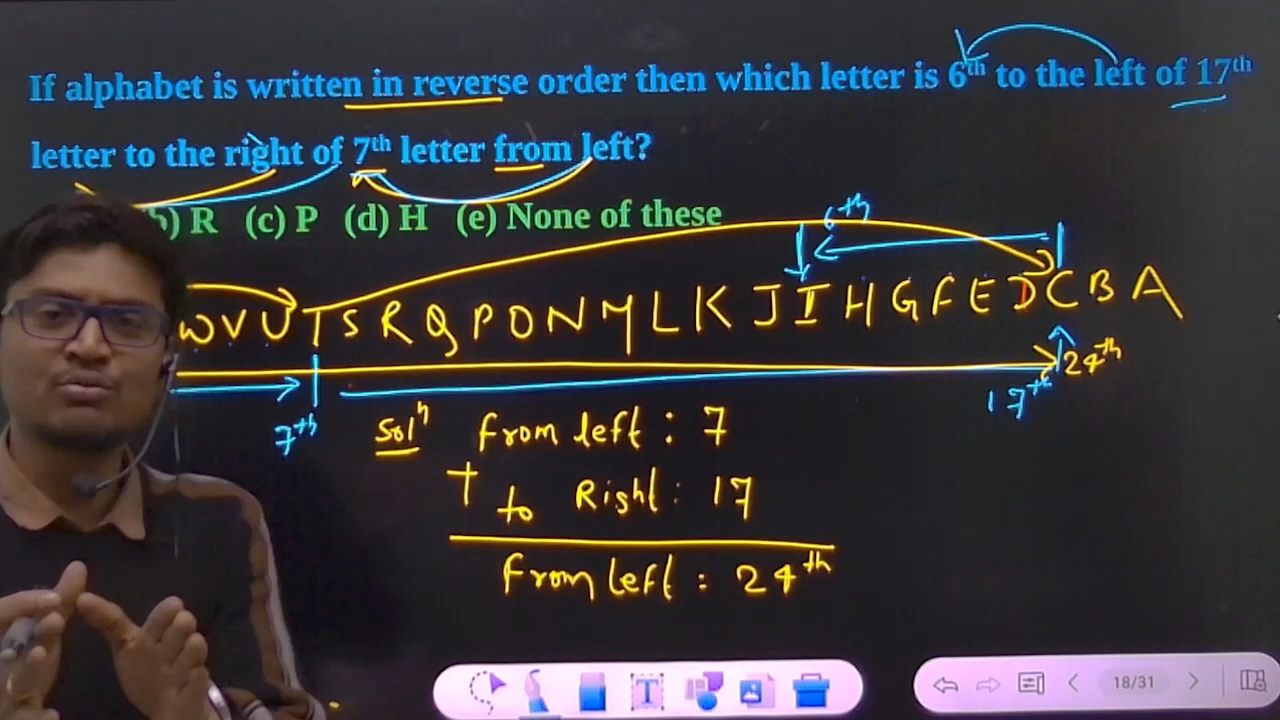 If alphabet is written in reverse order then which letter is 6th to the left of 17th
letter to the right of 7th letter from left?
b) R (c) P (d) H (e) None of these
6th
W V U T S R Q P O N M L K J I H G F E D C B A
24th
7th
17th
Solⁿ From left : 7
+ to Right : 17
From left : 24th
18/31